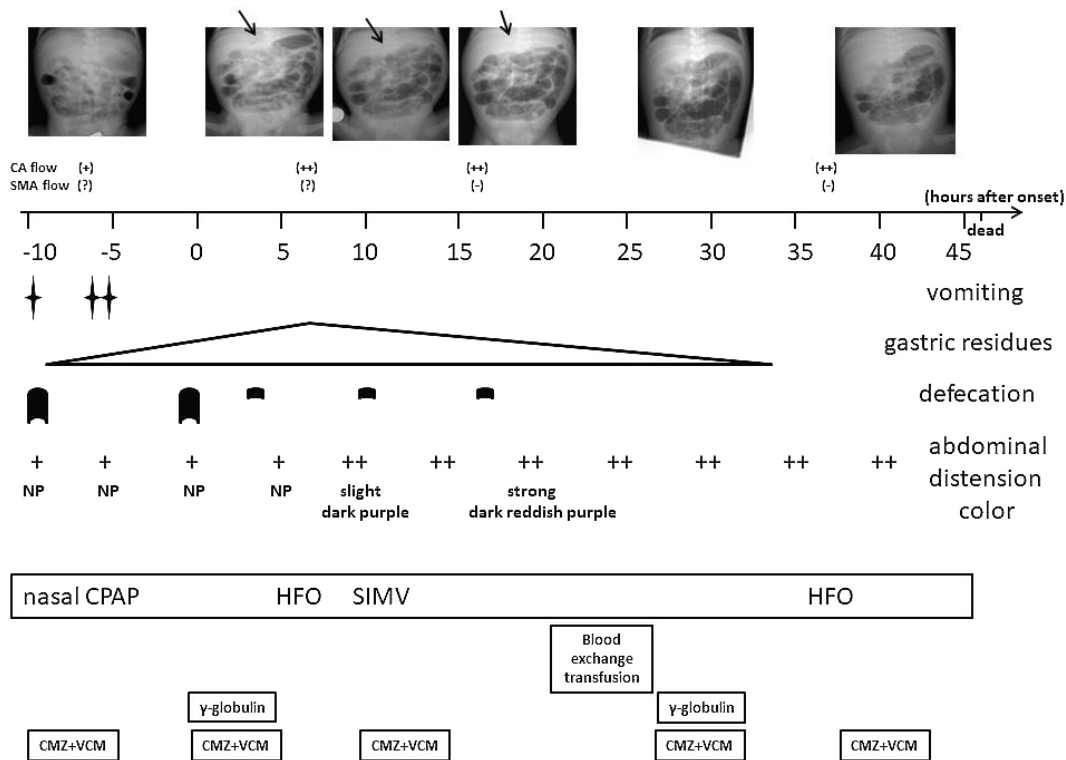 CA flow (+) (++) (++) (++)
SMA flow (?) (?) (-) (-)
(hours after onset)
dead
-10 -5 0 5 10 15 20 25 30 35 40 45
vomiting
gastric residues
defecation
abdominal
+ + + + ++ ++ ++ ++ ++ ++ ++
distension
NP NP NP NP slight strong
color
dark purple dark reddish purple
nasal CPAP HFO SIMV HFO
Blood
exchange
transfusion
γ-globulin γ-globulin
CMZ+VCM CMZ+VCM CMZ+VCM CMZ+VCM CMZ+VCM